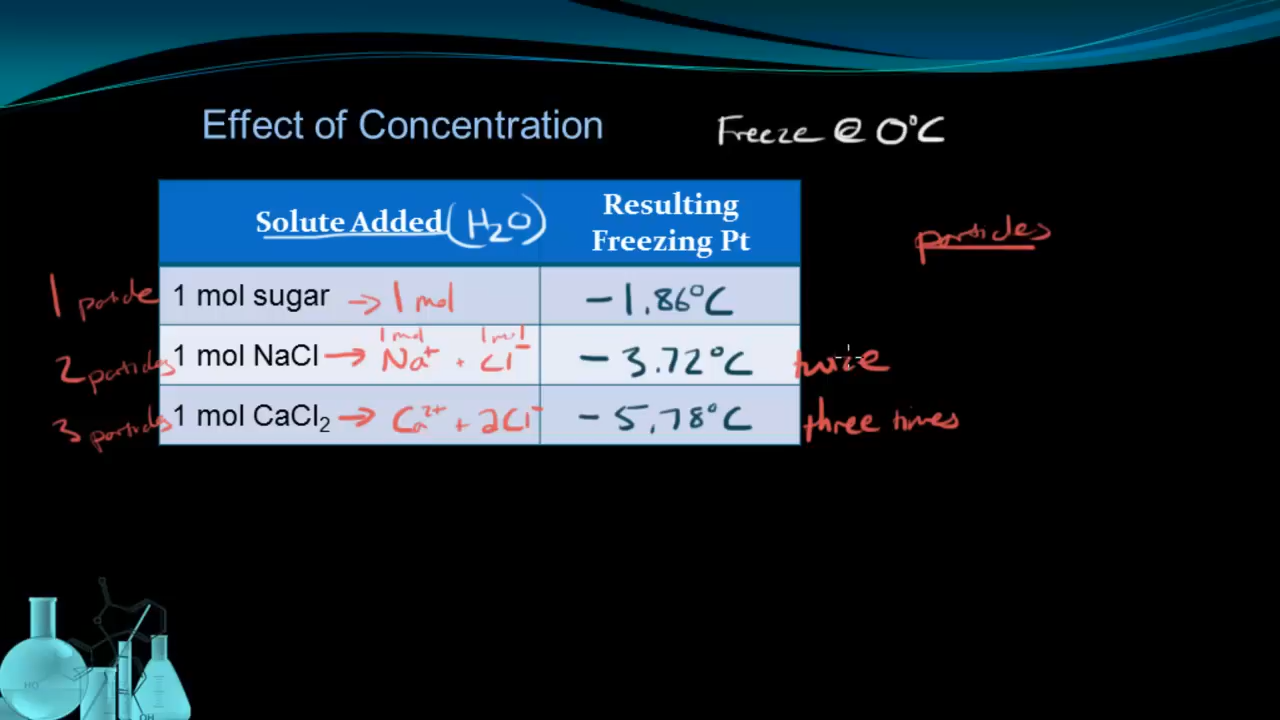 Effect of Concentration
Freeze @ 0°C
Solute Added (H₂O)
Resulting
Freezing Pt
particles
1 particle
1 mol sugar → 1 mol
-1.86°C
2 particles
1 mol NaCl → Na⁺ + Cl⁻
1 mol 1 mol
-3.72°C
twice
3 particles
1 mol CaCl₂ → Ca²⁺ + 2Cl⁻
-5.78°C
three times
HO
OH